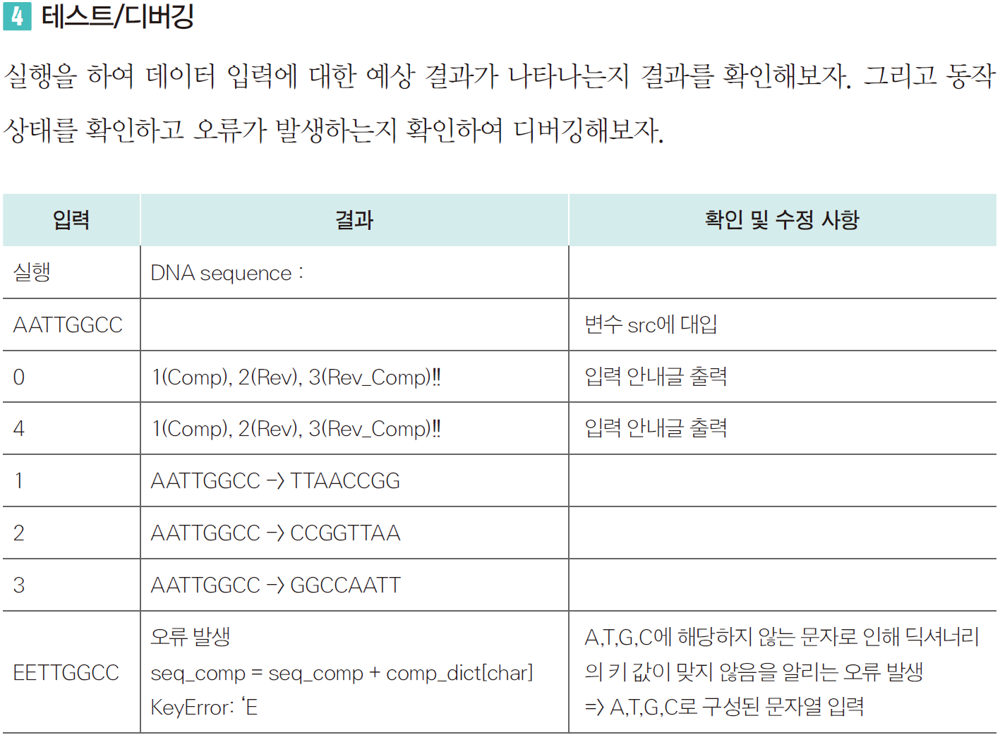 4 테스트/디버깅
실행을 하여 데이터 입력에 대한 예상 결과가 나타나는지 결과를 확인해보자. 그리고 동작
상태를 확인하고 오류가 발생하는지 확인하여 디버깅해보자.
입력 결과 확인 및 수정 사항
실행 DNA sequence :
AATTGGCC 변수 src에 대입
0 1(Comp), 2(Rev), 3(Rev_Comp)!! 입력 안내글 출력
4 1(Comp), 2(Rev), 3(Rev_Comp)!! 입력 안내글 출력
1 AATTGGCC -> TTAACCGG
2 AATTGGCC -> CCGGTTAA
3 AATTGGCC -> GGCCAATT
EETTGGCC
오류 발생
seq_comp = seq_comp + comp_dict[char]
KeyError: ‘E
A,T,G,C에 해당하지 않는 문자로 인해 딕셔너리
의 키 값이 맞지 않음을 알리는 오류 발생
=> A,T,G,C로 구성된 문자열 입력